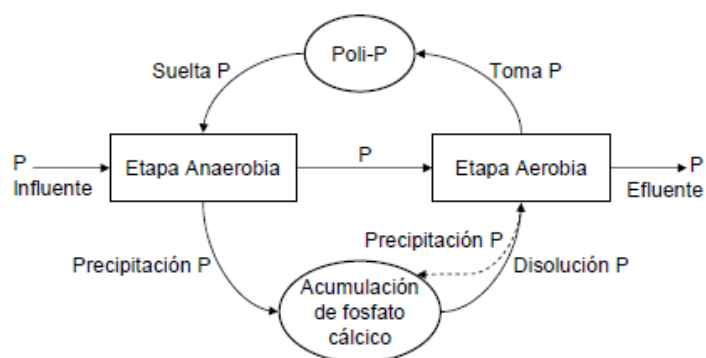 Poli-P
Suelta P
Toma P
P
Influente
Etapa Anaerobia
P
Etapa Aerobia
P
Efluente
Precipitación P
Precipitación P
Disolución P
Acumulación
de fosfato
cálcico